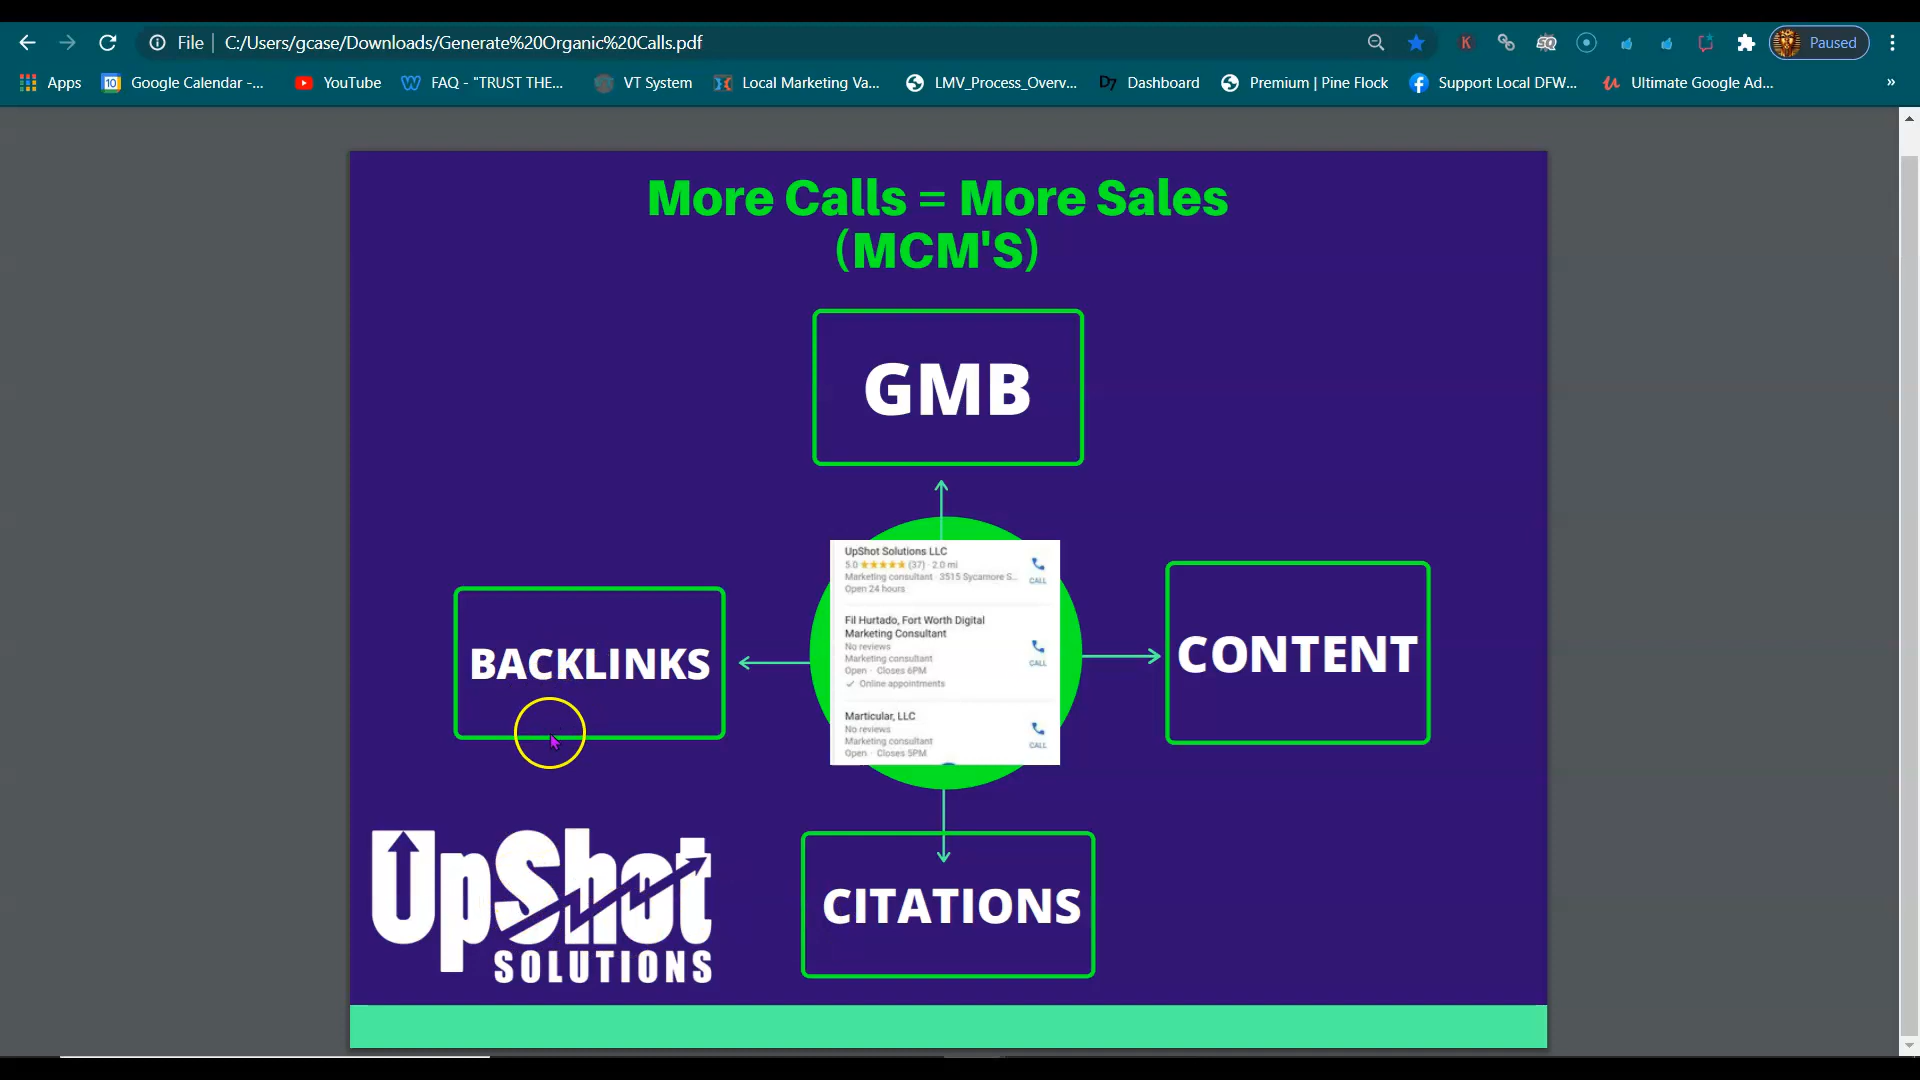 File
C:/Users/gcase/Downloads/Generate%20Organic%20Calls.pdf
K
SQ
Paused
Apps
10
Google Calendar -...
YouTube
FAQ - "TRUST THE...
VT System
Local Marketing Va...
LMV_Process_Overv...
D7
Dashboard
Premium | Pine Flock
Support Local DFW...
Ultimate Google Ad...
»
More Calls = More Sales
(MCM'S)
GMB
UpShot Solutions LLC
5.0 ★★★★★ (37) · 2.0 mi
Marketing consultant · 3515 Sycamore S...
Open 24 hours
CALL
Fil Hurtado, Fort Worth Digital
Marketing Consultant
No reviews
Marketing consultant
Open · Closes 6PM
✓ Online appointments
CALL
Marticular, LLC
No reviews
Marketing consultant
Open · Closes 5PM
CALL
BACKLINKS
CONTENT
CITATIONS
UpShot
SOLUTIONS